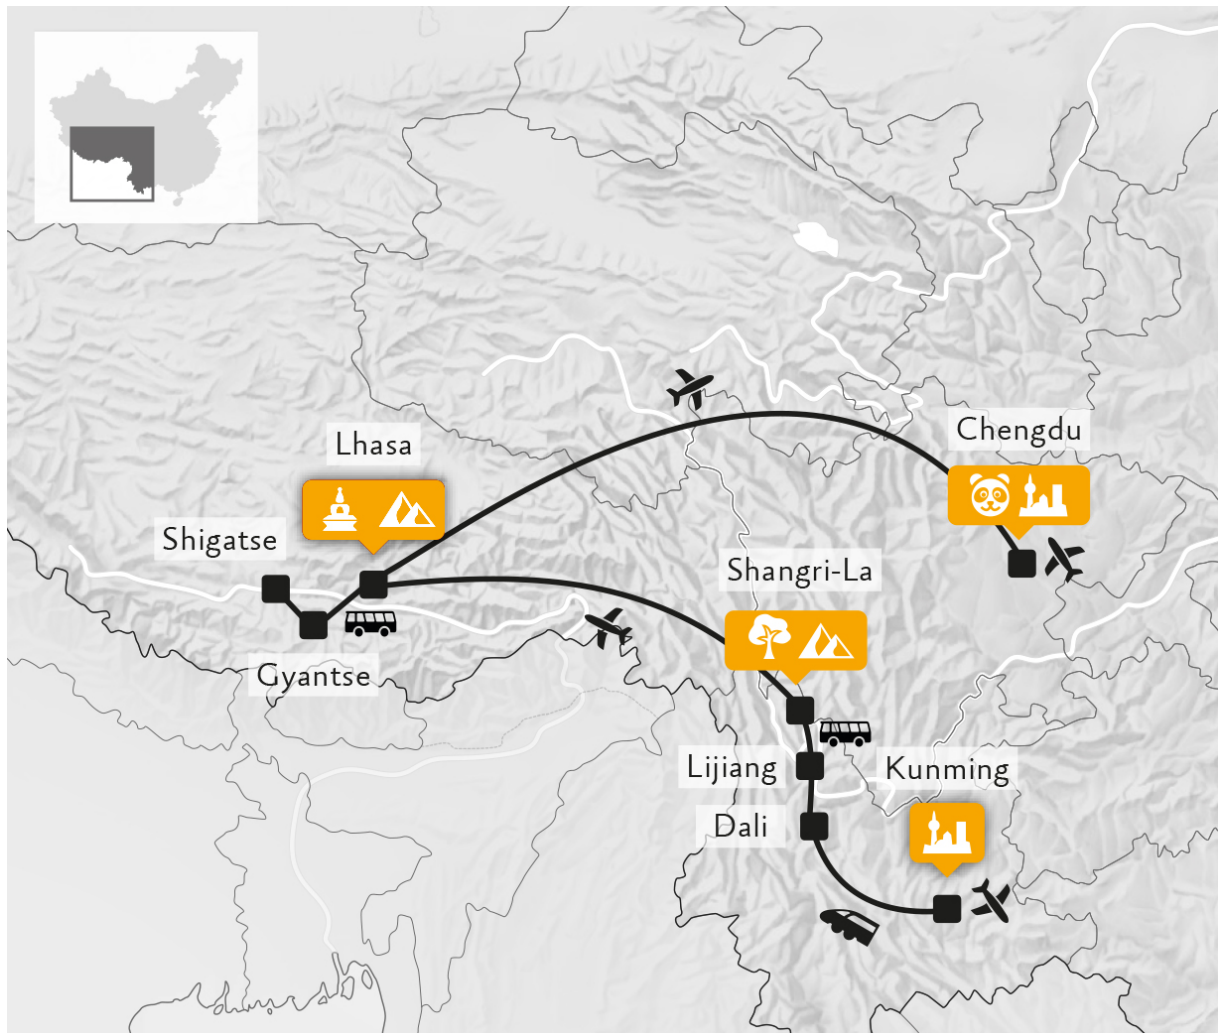 Chengdu
Lhasa
Shigatse
Shangri-La
Gyantse
Lijiang
Kunming
Dali